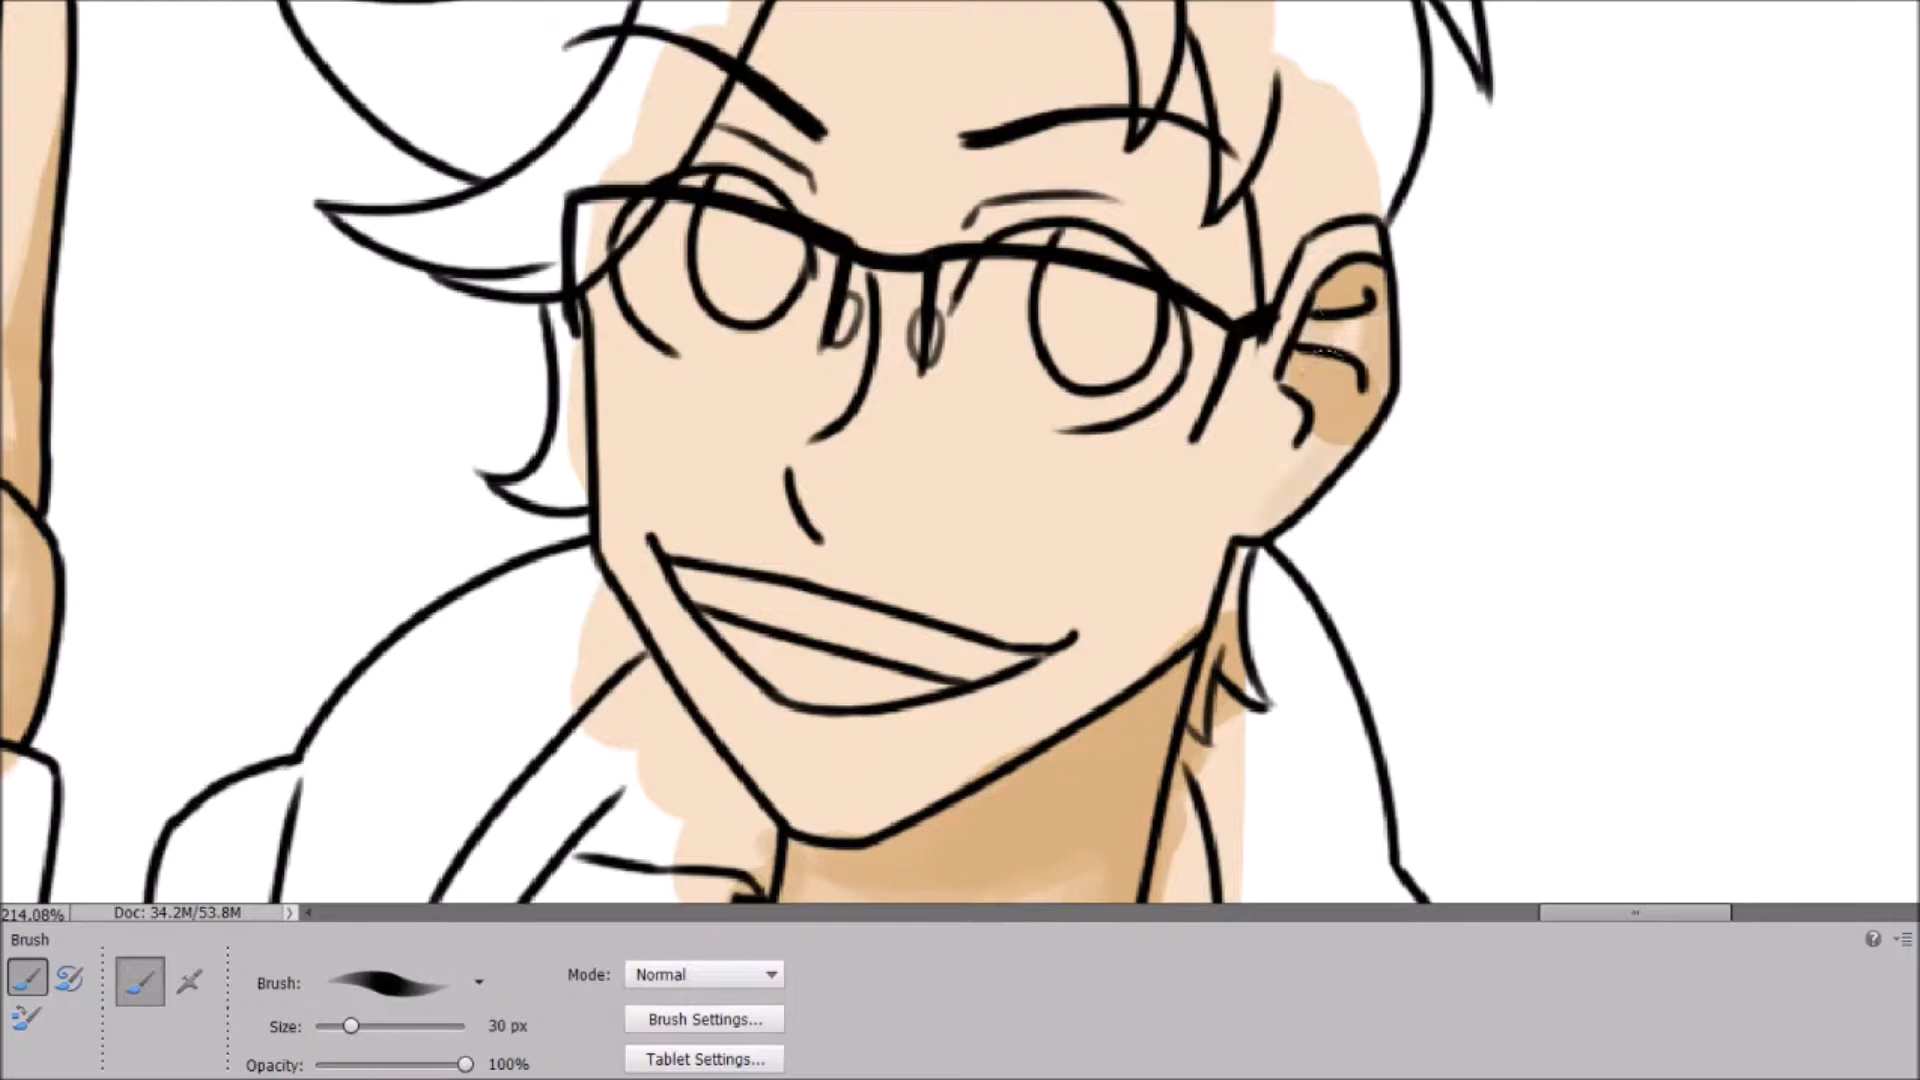 214.08% Doc: 34.2M/53.8M
Brush
Brush: Mode: Normal
Brush Settings...
Size: 30 px
Tablet Settings...
Opacity: 100%